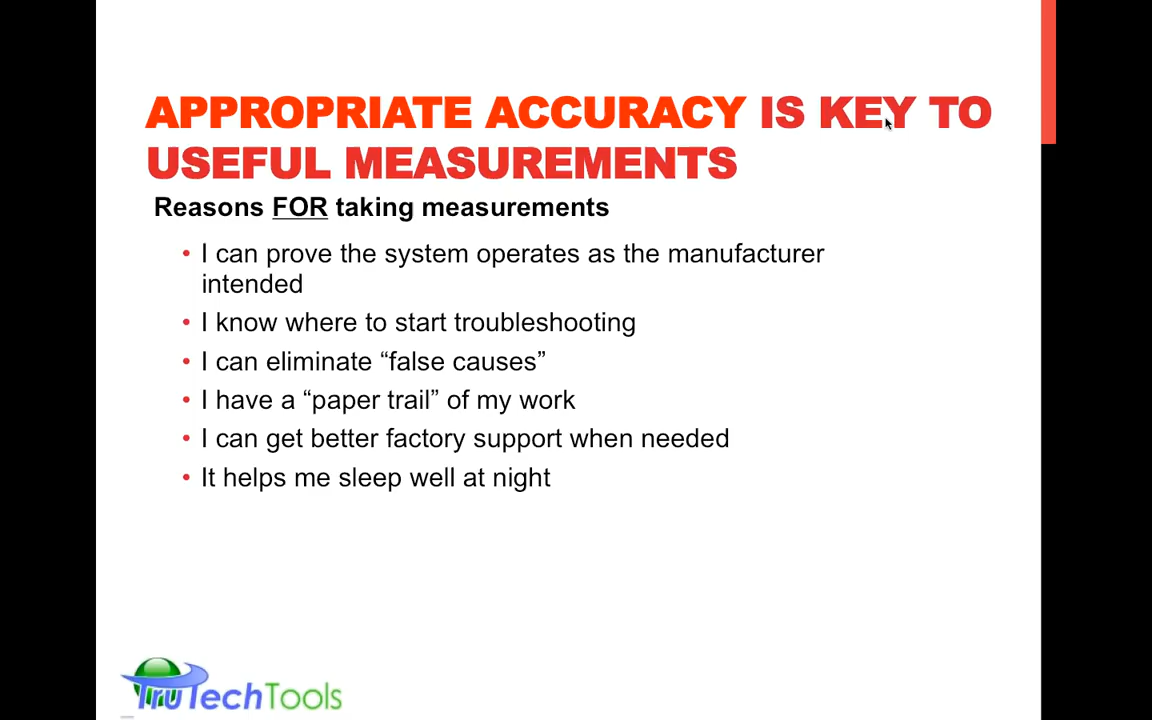 APPROPRIATE ACCURACY IS KEY TO
USEFUL MEASUREMENTS
Reasons FOR taking measurements
• I can prove the system operates as the manufacturer
intended
• I know where to start troubleshooting
• I can eliminate “false causes”
• I have a “paper trail” of my work
• I can get better factory support when needed
• It helps me sleep well at night
TruTechTools